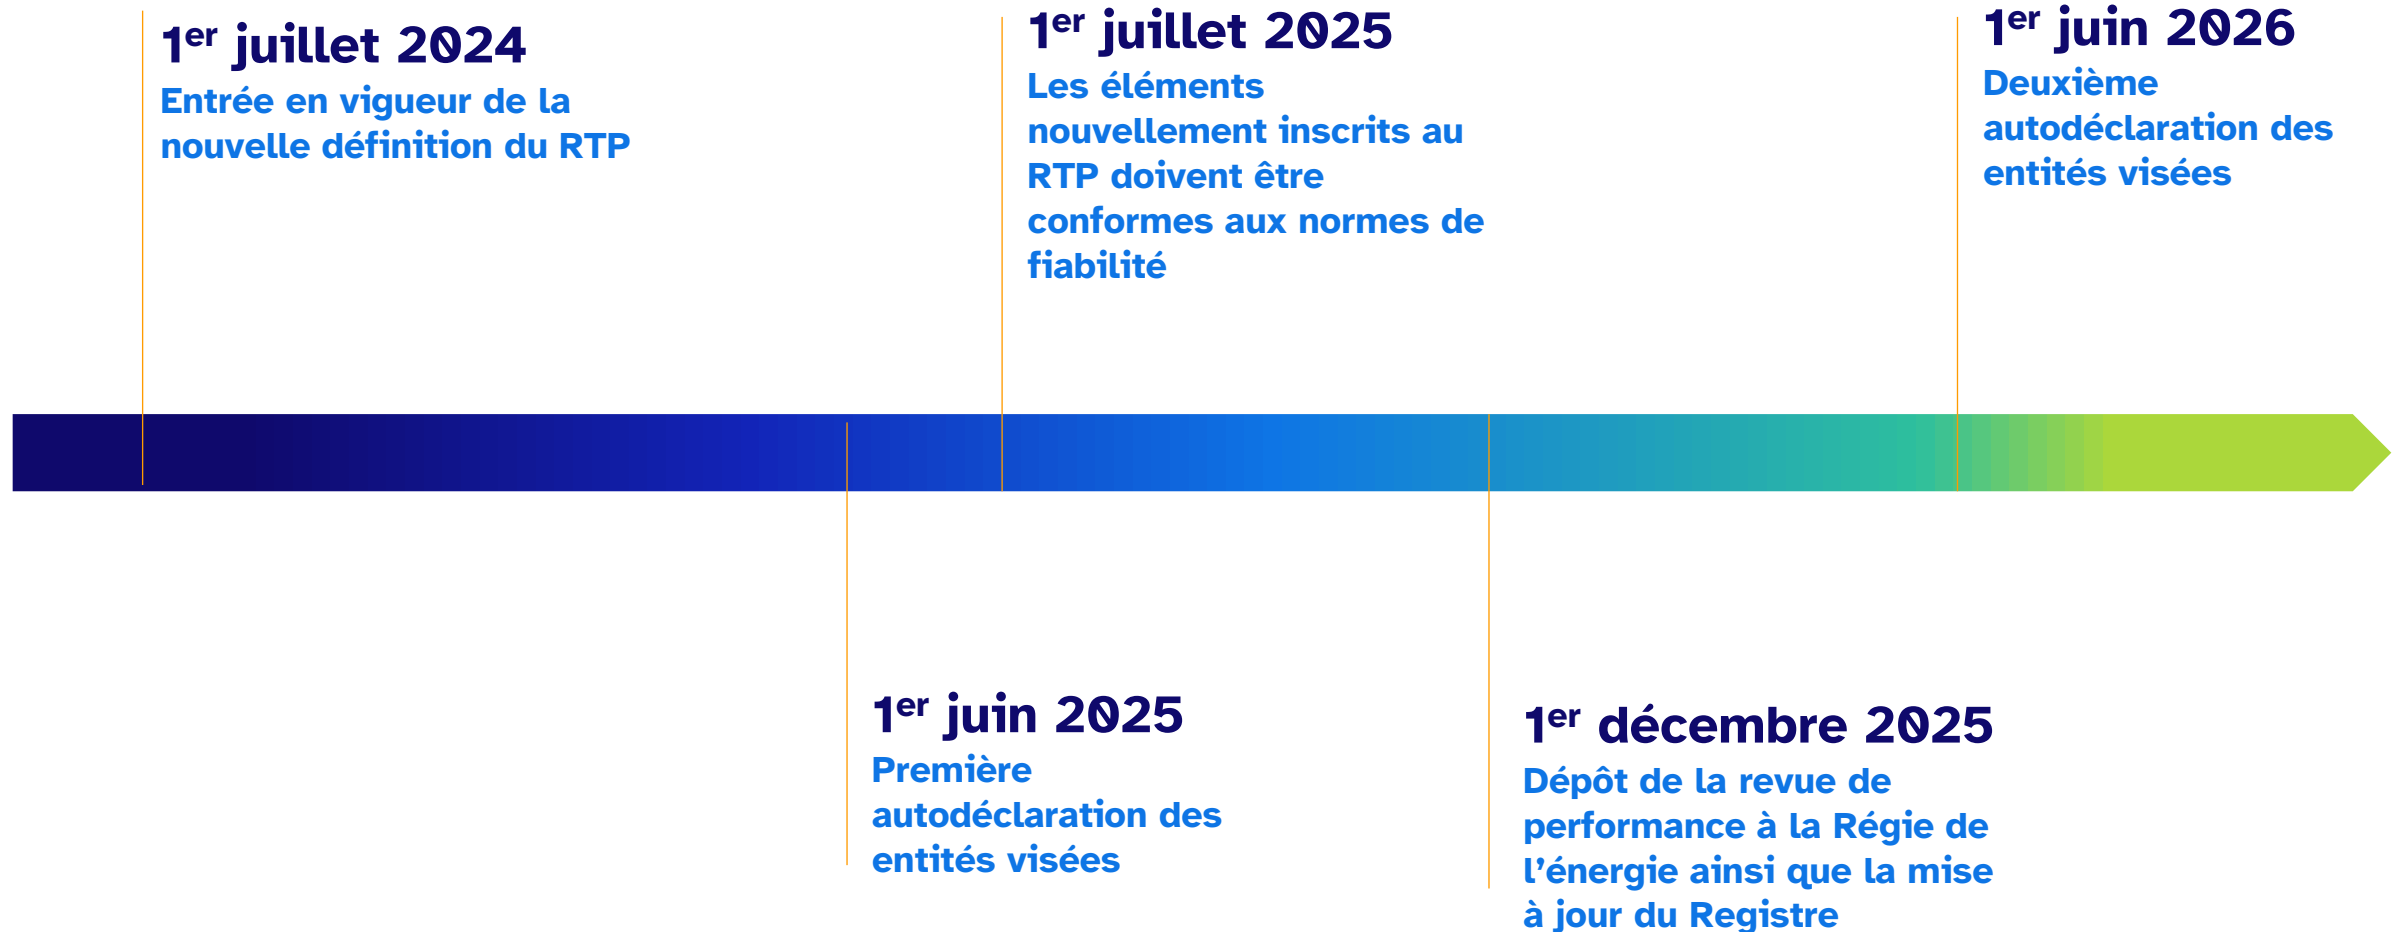 1er juillet 2024
Entrée en vigueur de la
nouvelle définition du RTP
1er juillet 2025
Les éléments
nouvellement inscrits au
RTP doivent être
conformes aux normes de
fiabilité
1er juin 2026
Deuxième
autodéclaration des
entités visées
1er juin 2025
Première
autodéclaration des
entités visées
1er décembre 2025
Dépôt de la revue de
performance à la Régie de
l’énergie ainsi que la mise
à jour du Registre